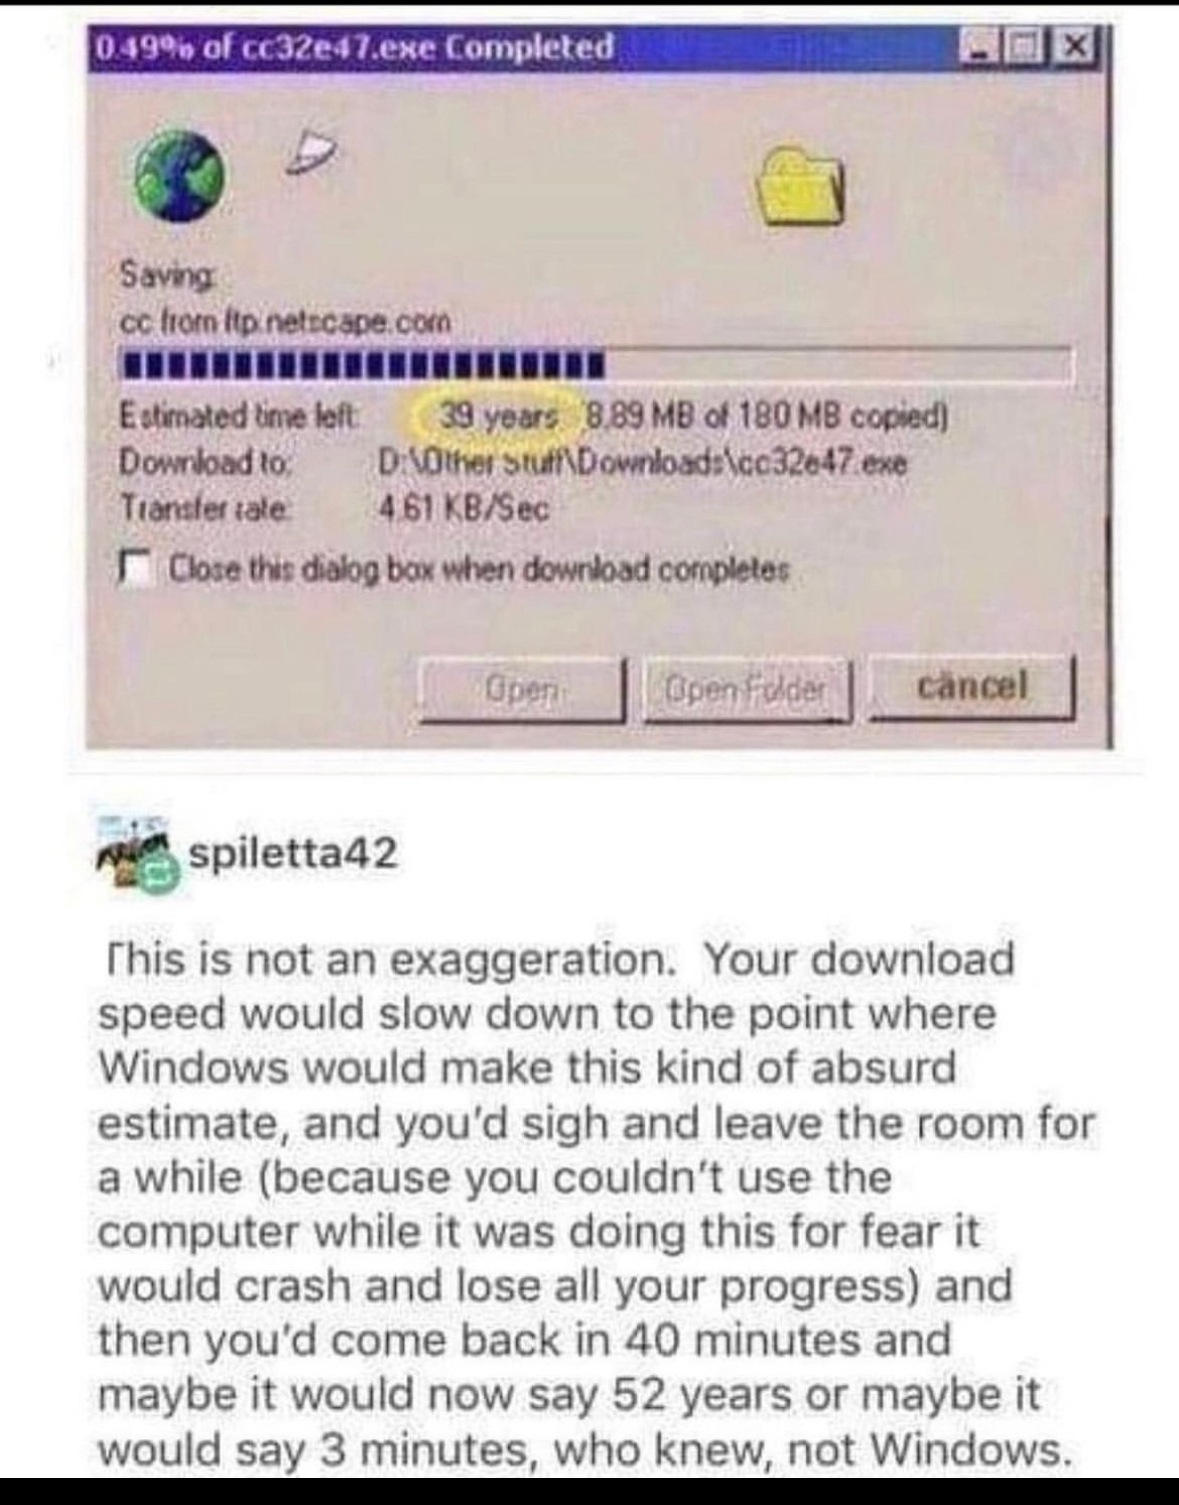 0.49% of cc32e47.exe Completed
Saving:
cc from ftp.netscape.com
Estimated time left: 39 years 8.89 MB of 180 MB copied)
Download to: D:\Other Stuff\Downloads\cc32e47.exe
Transfer rate: 4.61 KB/Sec
Close this dialog box when download completes
Open Open Folder cancel
spiletta42
This is not an exaggeration. Your download
speed would slow down to the point where
Windows would make this kind of absurd
estimate, and you'd sigh and leave the room for
a while (because you couldn't use the
computer while it was doing this for fear it
would crash and lose all your progress) and
then you'd come back in 40 minutes and
maybe it would now say 52 years or maybe it
would say 3 minutes, who knew, not Windows.